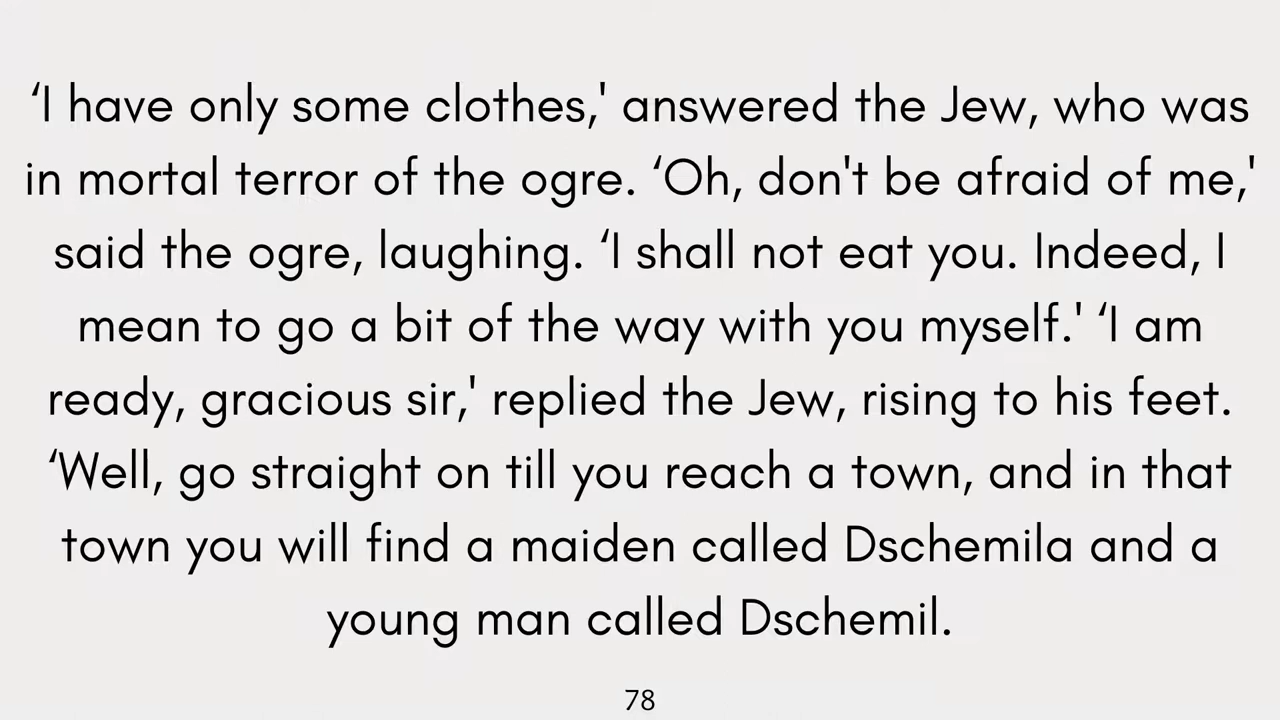 ‘I have only some clothes,' answered the Jew, who was
in mortal terror of the ogre. ‘Oh, don't be afraid of me,'
said the ogre, laughing. ‘I shall not eat you. Indeed, I
mean to go a bit of the way with you myself.' ‘I am
ready, gracious sir,' replied the Jew, rising to his feet.
‘Well, go straight on till you reach a town, and in that
town you will find a maiden called Dschemila and a
young man called Dschemil.
78